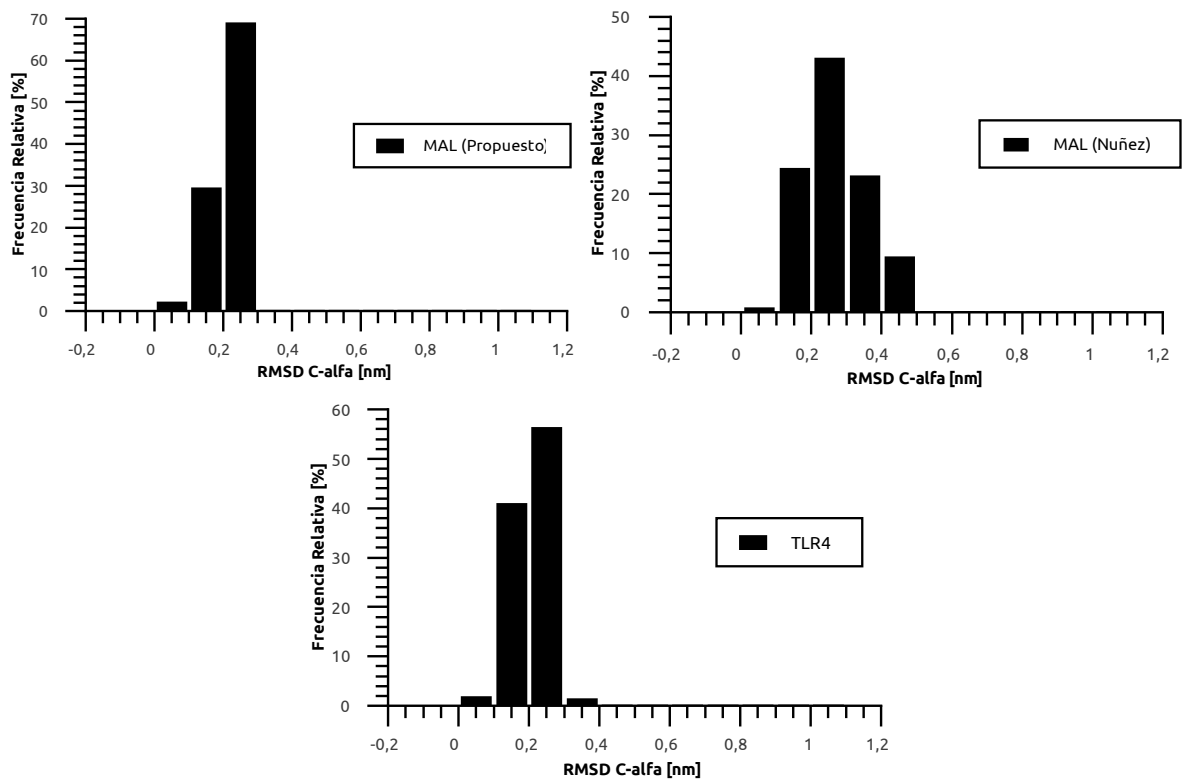 70
60
50
40
30
20
10
0
Frecuencia Relativa [%]
MAL (Propuesto)
-0,2 0 0,2 0,4 0,6 0,8 1 1,2
RMSD C-alfa [nm]
50
40
30
20
10
0
Frecuencia Relativa [%]
MAL (Nuñez)
-0,2 0 0,2 0,4 0,6 0,8 1 1,2
RMSD C-alfa [nm]
60
50
40
30
20
10
0
Frecuencia Relativa [%]
TLR4
-0,2 0 0,2 0,4 0,6 0,8 1 1,2
RMSD C-alfa [nm]